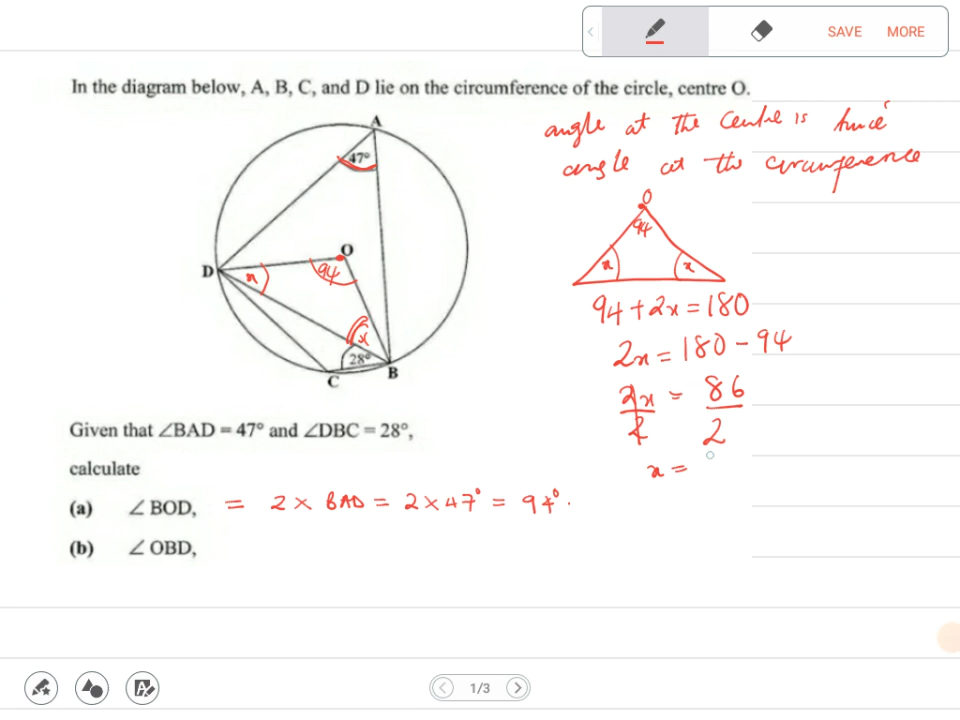 SAVE MORE
In the diagram below, A, B, C, and D lie on the circumference of the circle, centre O.
angle at the centre is twice
angle at the circumference
A
47°
O
94
D
x
x
28°
C
B
O
94
x
x
94+2x=180
2x=180-94
2x = 86
2 2
x =
Given that ∠BAD = 47° and ∠DBC = 28°,
calculate
(a) ∠ BOD, = 2 × BAD = 2 × 47° = 94°.
(b) ∠ OBD,
A
1/3